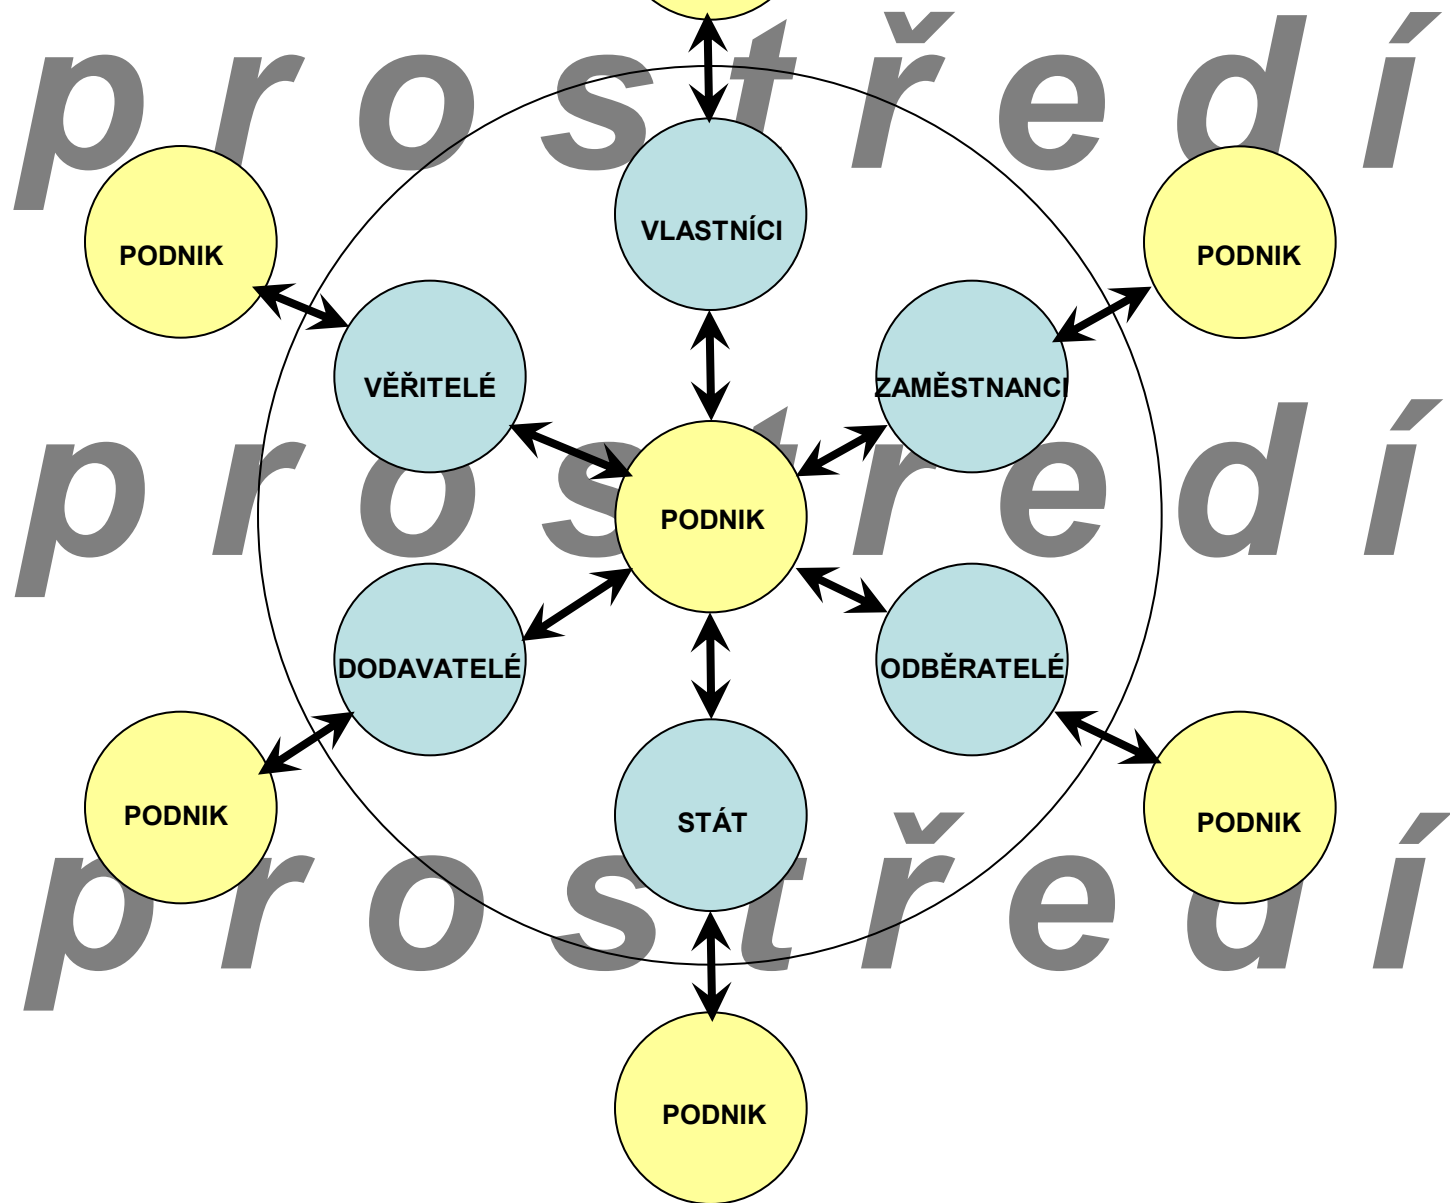 p r o s t ř e d í
VLASTNÍCI
PODNIK
PODNIK
VĚŘITELÉ
ZAMĚSTNANCI
p r o s t ř e d í
PODNIK
DODAVATELÉ
ODBĚRATELÉ
PODNIK
STÁT
PODNIK
p r o s t ř e d í
PODNIK